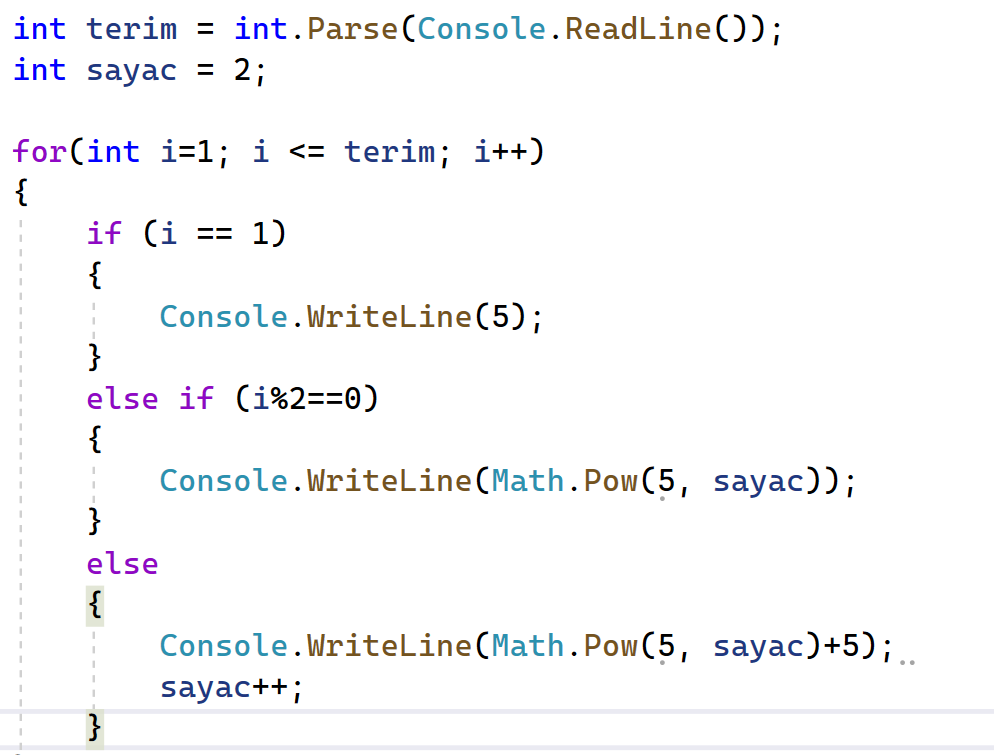 int terim = int.Parse(Console.ReadLine());
int sayac = 2;
for(int i=1; i <= terim; i++)
{
if (i == 1)
{
Console.WriteLine(5);
}
else if (i%2==0)
{
Console.WriteLine(Math.Pow(5, sayac));
}
else
{
Console.WriteLine(Math.Pow(5, sayac)+5);
sayac++;
}